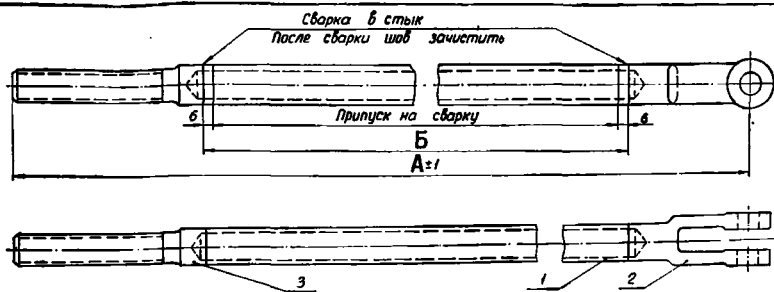 Сварка в стык
После сварки шов зачистить
6 Припуск на сварку 6
Б
А±1
3 1 2